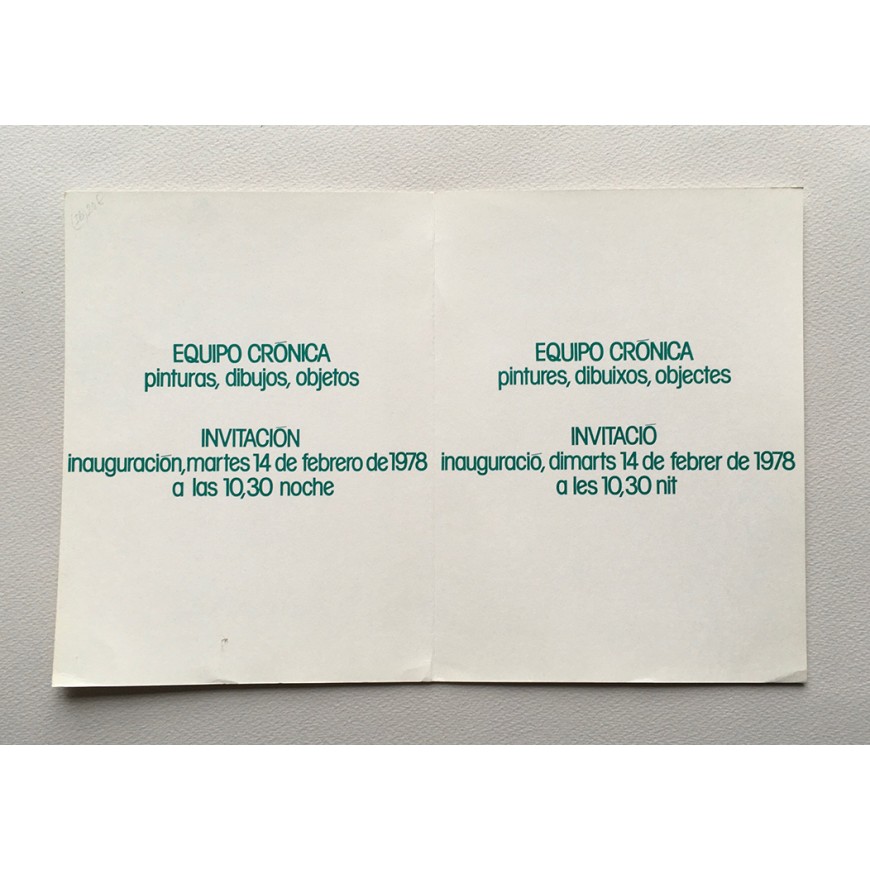 EQUIPO CRÓNICA
pinturas, dibujos, objetos
INVITACIÓN
inauguración, martes 14 de febrero de 1978
a las 10,30 noche
EQUIPO CRÓNICA
pintures, dibuixos, objectes
INVITACIÓ
inauguració, dimarts 14 de febrer de 1978
a les 10,30 nit